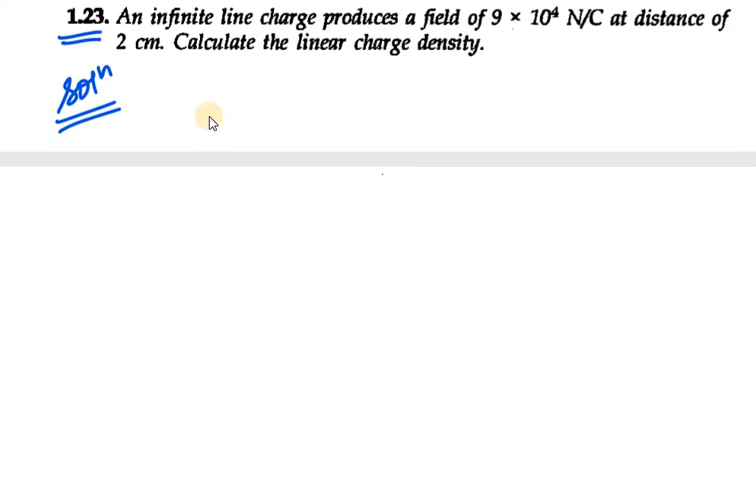 1.23. An infinite line charge produces a field of 9 × 10⁴ N/C at distance of
2 cm. Calculate the linear charge density.
Solⁿ